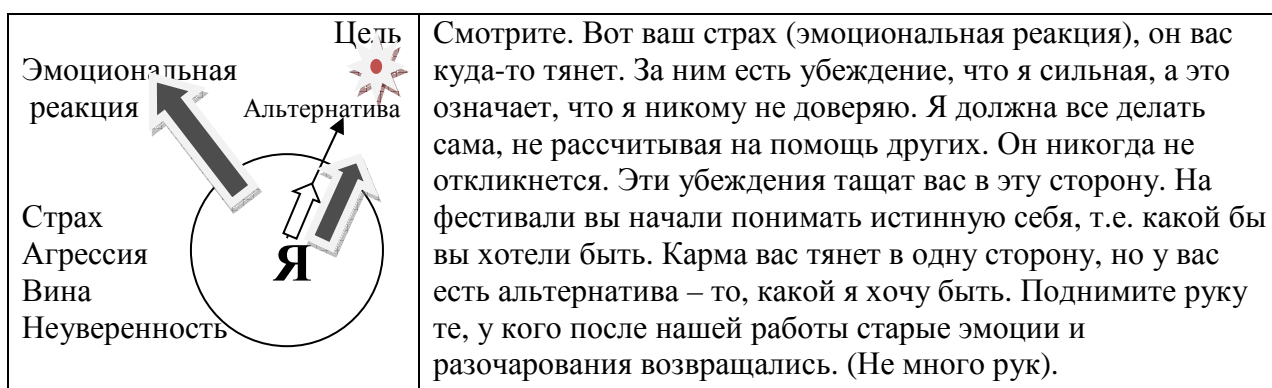 Цель
Эмоциональная
реакция
Альтернатива
Страх
Агрессия
Вина
Неуверенность
Я
Смотрите. Вот ваш страх (эмоциональная реакция), он вас
куда-то тянет. За ним есть убеждение, что я сильная, а это
означает, что я никому не доверяю. Я должна все делать
сама, не рассчитывая на помощь других. Он никогда не
откликнется. Эти убеждения тащат вас в эту сторону. На
фестивали вы начали понимать истинную себя, т.е. какой бы
вы хотели быть. Карма вас тянет в одну сторону, но у вас
есть альтернатива – то, какой я хочу быть. Поднимите руку
те, у кого после нашей работы старые эмоции и
разочарования возвращались. (Не много рук).